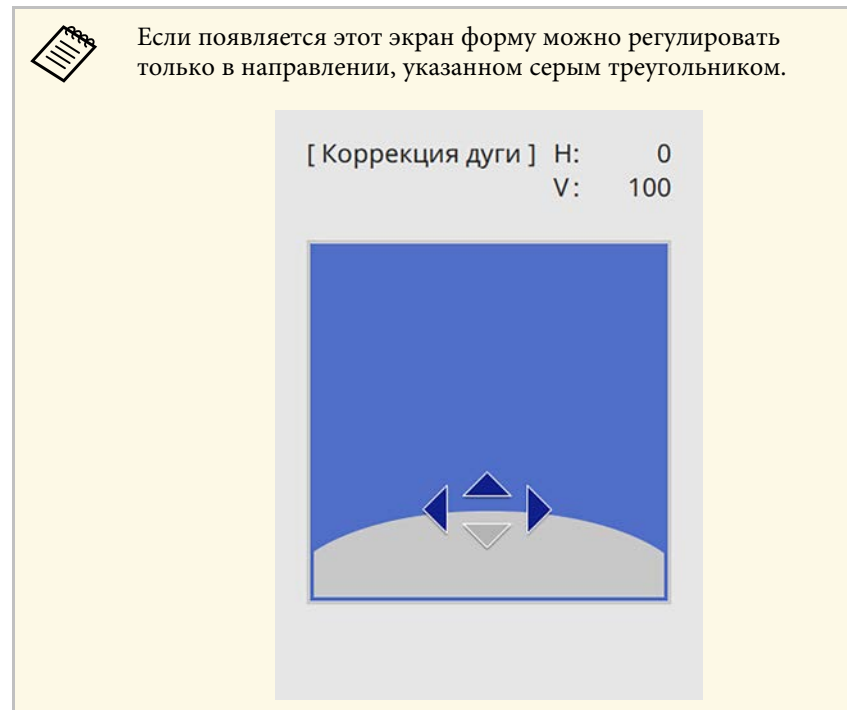 Если появляется этот экран форму можно регулировать
только в направлении, указанном серым треугольником.
[ Коррекция дуги ] H: 0
V: 100